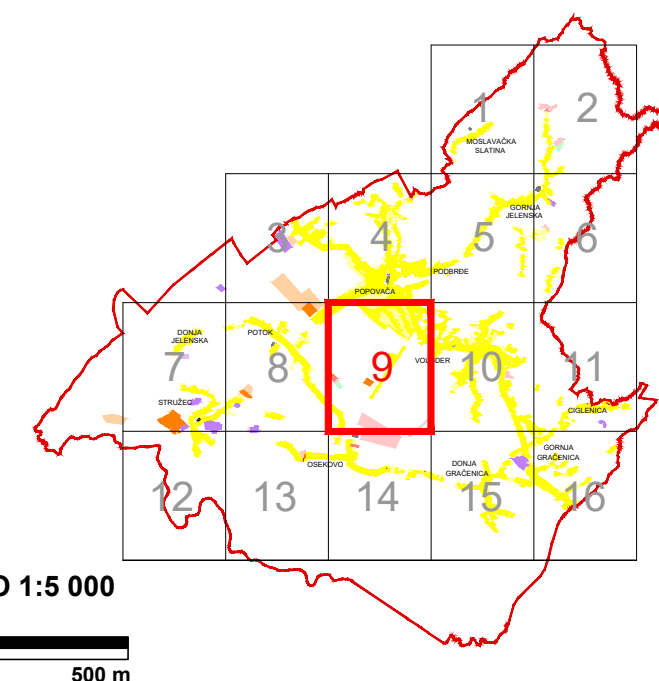 1
2
MOSLAVAČKA
SLATINA
GORNJA
JELENSKA
3
4
5
6
PODBRĐE
POPOVAČA
DONJA
JELENSKA
POTOK
VOLODER
7
8
9
10
11
STRUŽEC
CIGLENICA
GORNJA
GRAČENICA
OSEKOVO
DONJA
GRAČENICA
12
13
14
15
16
1:5 000
500 m